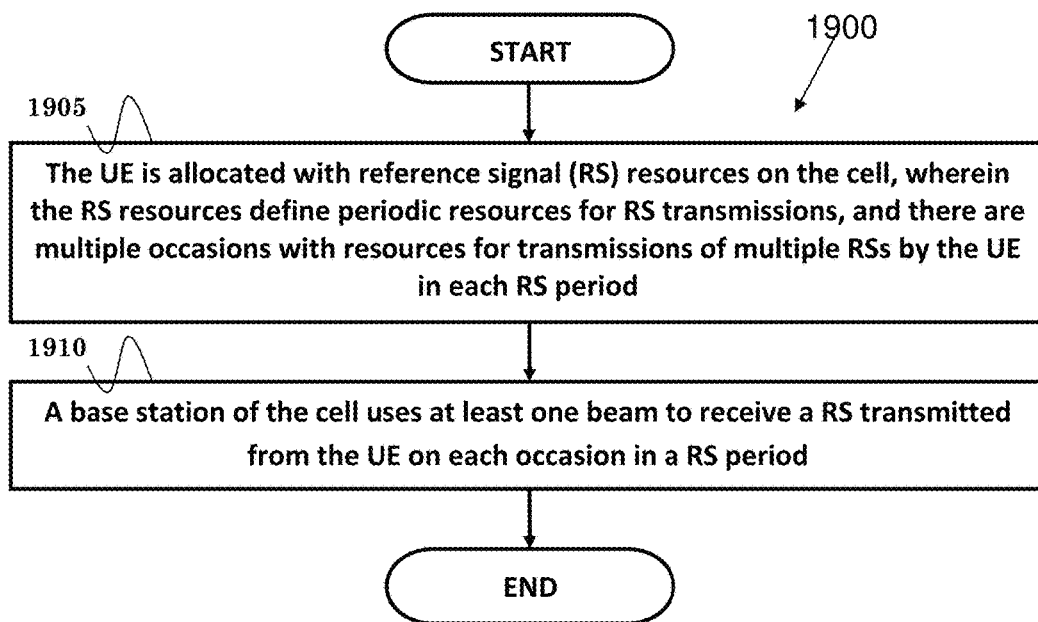 START
1900
1905
The UE is allocated with reference signal (RS) resources on the cell, wherein
the RS resources define periodic resources for RS transmissions, and there are
multiple occasions with resources for transmissions of multiple RSs by the UE
in each RS period
1910
A base station of the cell uses at least one beam to receive a RS transmitted
from the UE on each occasion in a RS period
END